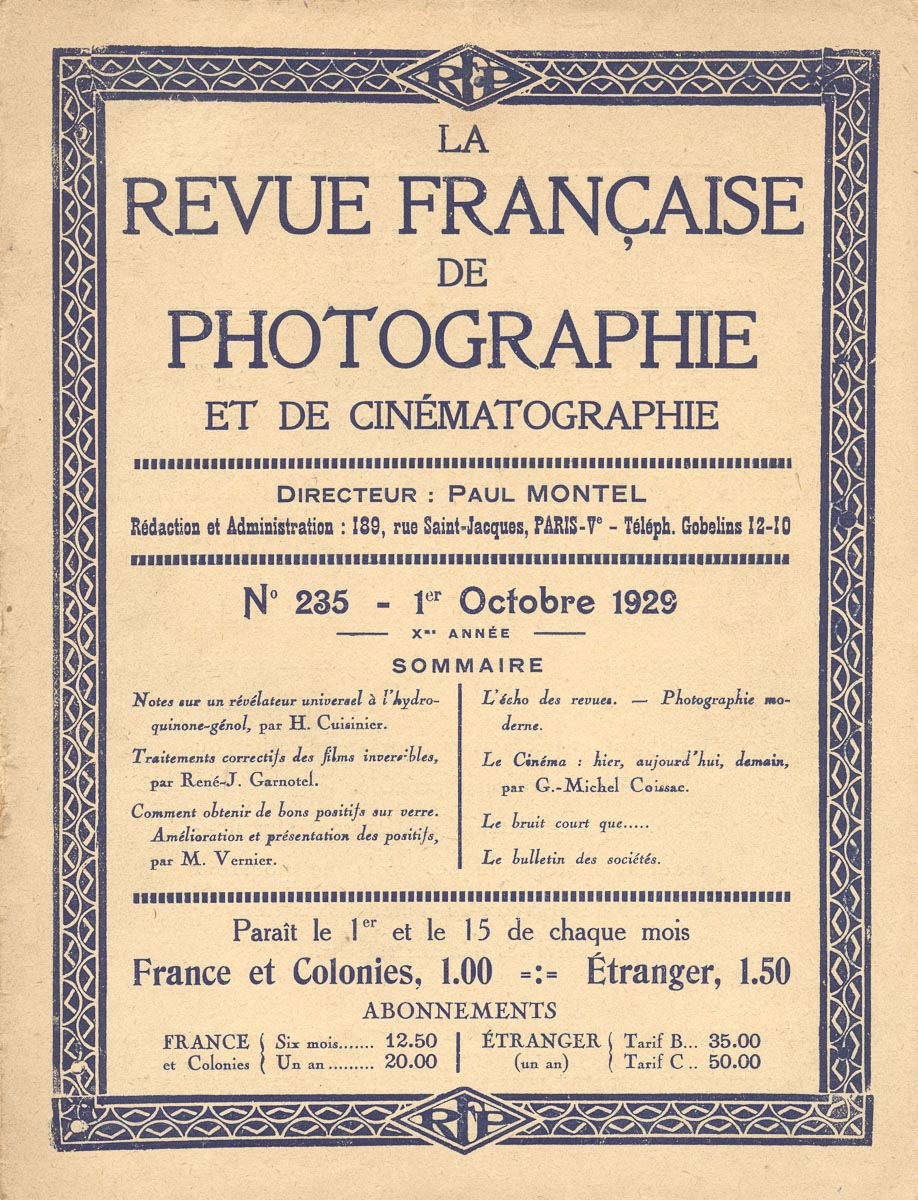 RFP
LA
REVUE FRANÇAISE
DE
PHOTOGRAPHIE
ET DE CINÉMATOGRAPHIE
DIRECTEUR : PAUL MONTEL
Rédaction et Administration : 189, rue Saint-Jacques, PARIS-Vᵉ - Téléph. Gobelins 12-10
Nº 235 - 1er Octobre 1929
Xme ANNÉE
SOMMAIRE
Notes sur un révélateur universel à l'hydro-
quinone-génol, par H. Cuisinier.
Traitements correctifs des films inversibles,
par René-J. Garnotel.
Comment obtenir de bons positifs sur verre.
Amélioration et présentation des positifs,
par M. Vernier.
L'écho des revues. — Photographie mo-
derne.
Le Cinéma : hier, aujourd'hui, demain,
par G.-Michel Coissac.
Le bruit court que.....
Le bulletin des sociétés.
Paraît le 1er et le 15 de chaque mois
France et Colonies, 1.00 =:= Étranger, 1.50
ABONNEMENTS
FRANCE { Six mois....... 12.50
et Colonies { Un an ......... 20.00
ÉTRANGER { Tarif B... 35.00
(un an) { Tarif C .. 50.00
RFP